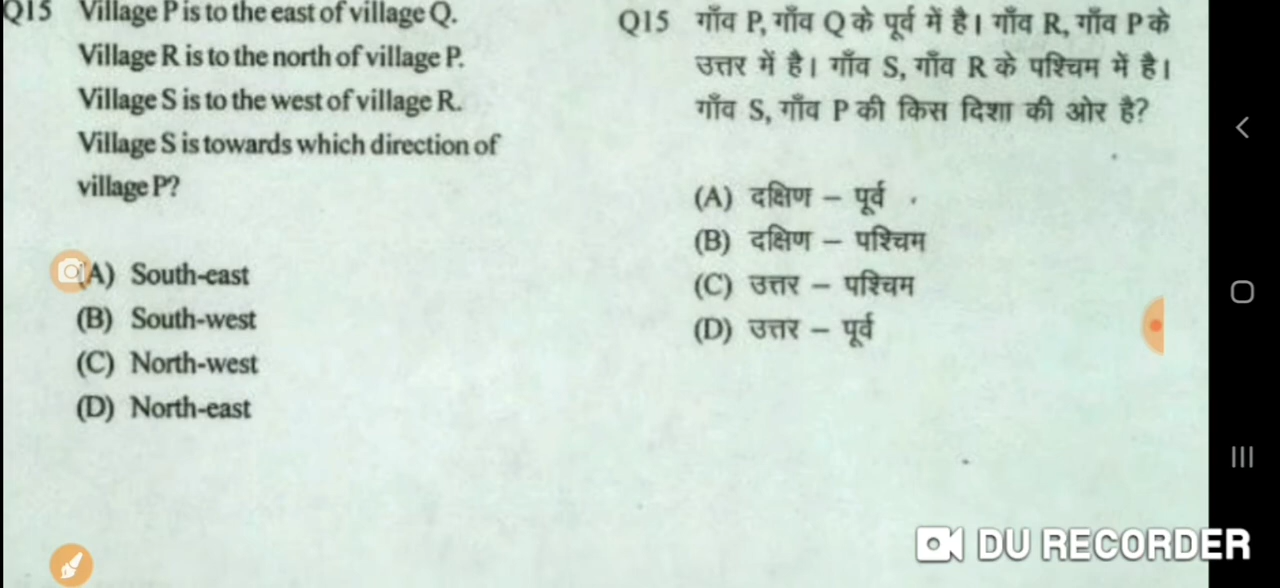 Q15 Village P is to the east of village Q.
Village R is to the north of village P.
Village S is to the west of village R.
Village S is towards which direction of
village P?
(A) South-east
(B) South-west
(C) North-west
(D) North-east
Q15 गाँव P, गाँव Q के पूर्व में है। गाँव R, गाँव P के
उत्तर में है। गाँव S, गाँव R के पश्चिम में है।
गाँव S, गाँव P की किस दिशा की ओर है?
(A) दक्षिण – पूर्व
(B) दक्षिण – पश्चिम
(C) उत्तर – पश्चिम
(D) उत्तर – पूर्व
DU RECORDER